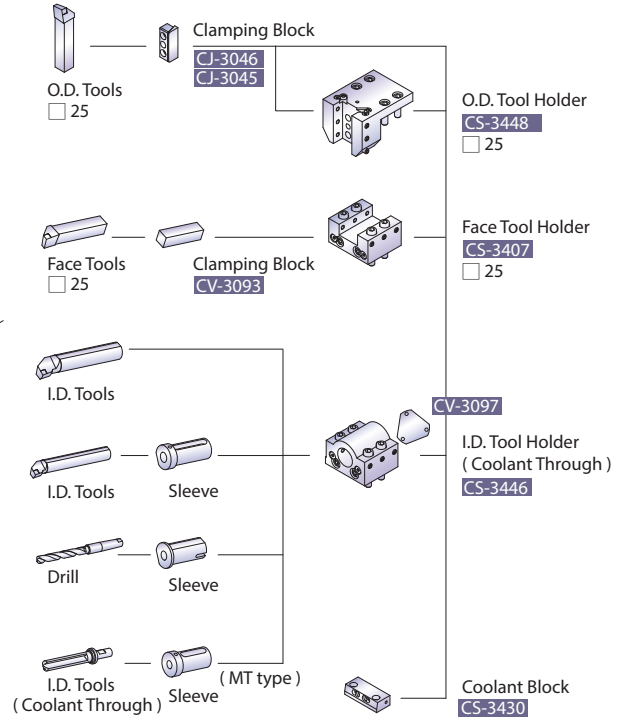 Clamping Block
CJ-3046
CJ-3045
O.D. Tools
□ 25
O.D. Tool Holder
CS-3448
□ 25
Face Tools
□ 25
Clamping Block
CV-3093
Face Tool Holder
CS-3407
□ 25
I.D. Tools
CV-3097
I.D. Tool Holder
( Coolant Through )
CS-3446
I.D. Tools
Sleeve
Drill
Sleeve
I.D. Tools
( Coolant Through )
Sleeve
( MT type )
Coolant Block
CS-3430